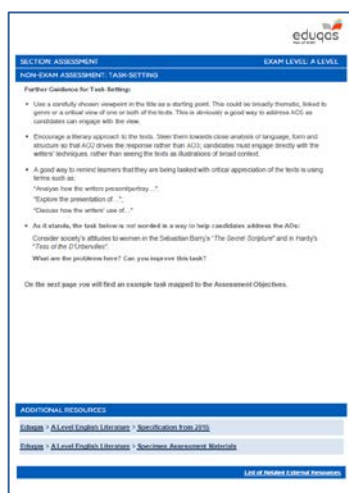 eduqas
SECTION: ASSESSMENT EXAM LEVEL: A LEVEL
NON-EXAM ASSESSMENT: TASK-SETTING
Further Guidance for Task Setting:
• Use a carefully chosen viewpoint in the title as a starting point. This could be broadly thematic, linked to
genre or a critical view of one or both of the texts. This is obviously a good way to address AO5 as
candidates can engage with the view.
• Encourage a literary approach to the texts. Steer them towards close analysis of language, form and
structure so that AO2 drives the response rather than AO3; candidates must engage directly with the
writers' techniques, rather than seeing the texts as illustrations of broad context.
• A good way to remind learners that they are being tasked with critical appreciation of the texts is using
terms such as:
"Analyse how the writers present/portray…";
"Explore the presentation of…";
"Discuss how the writers' use of…"
• As it stands, the task below is not worded in a way to help candidates address the AOs:
Consider society's attitudes to women in the Sebastian Barry's "The Secret Scripture" and in Hardy's
"Tess of the D'Urbervilles".
What are the problems here? Can you improve this task?
On the next page you will find an example task mapped to the Assessment Objectives.
ADDITIONAL RESOURCES
Eduqas > A Level English Literature > Specification from 2015
Eduqas > A Level English Literature > Specimen Assessment Materials
List of Related External Resources